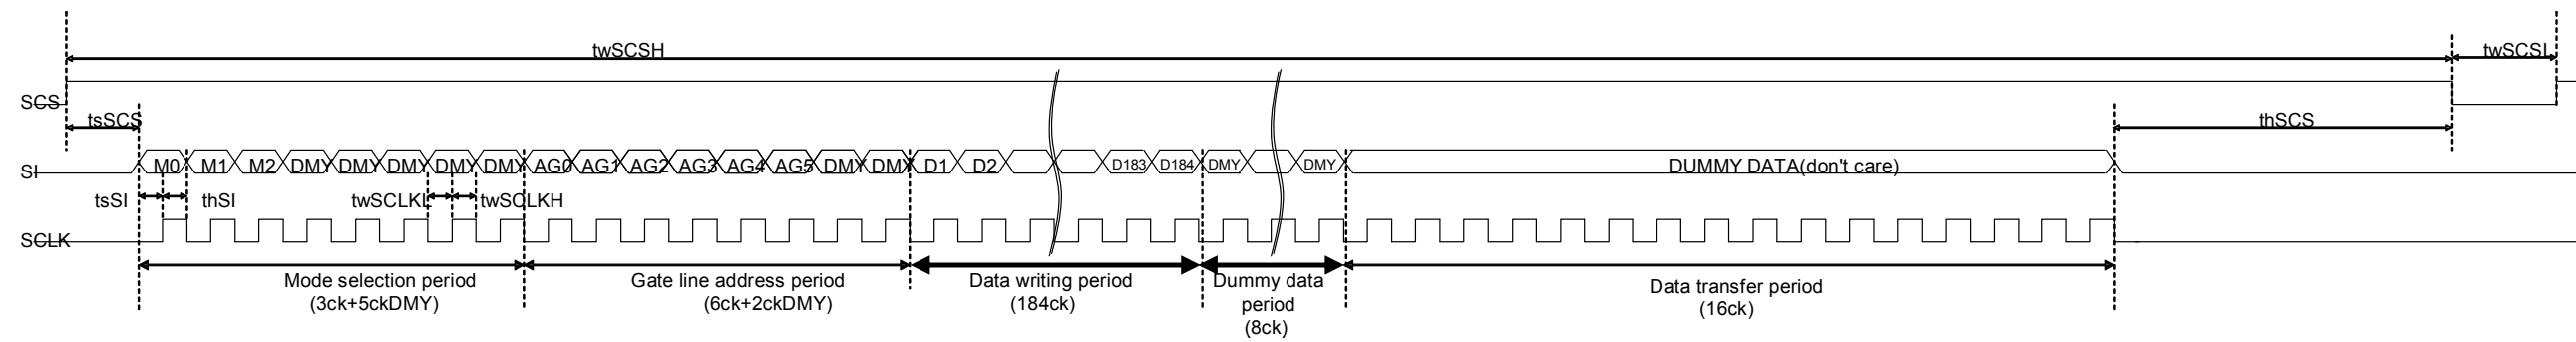 twSCSH
twSCSL
SCS
tsSCS
thSCS
SI
M0 M1 M2 DMY DMY DMY DMY DMY AG0 AG1 AG2 AG3 AG4 AG5 DMY DMY D1 D2 D183 D184 DMY DMY DUMMY DATA(don't care)
tsSI thSI twSCLKL twSCLKH
SCLK
Mode selection period
(3ck+5ckDMY)
Gate line address period
(6ck+2ckDMY)
Data writing period
(184ck)
Dummy data
period
(8ck)
Data transfer period
(16ck)